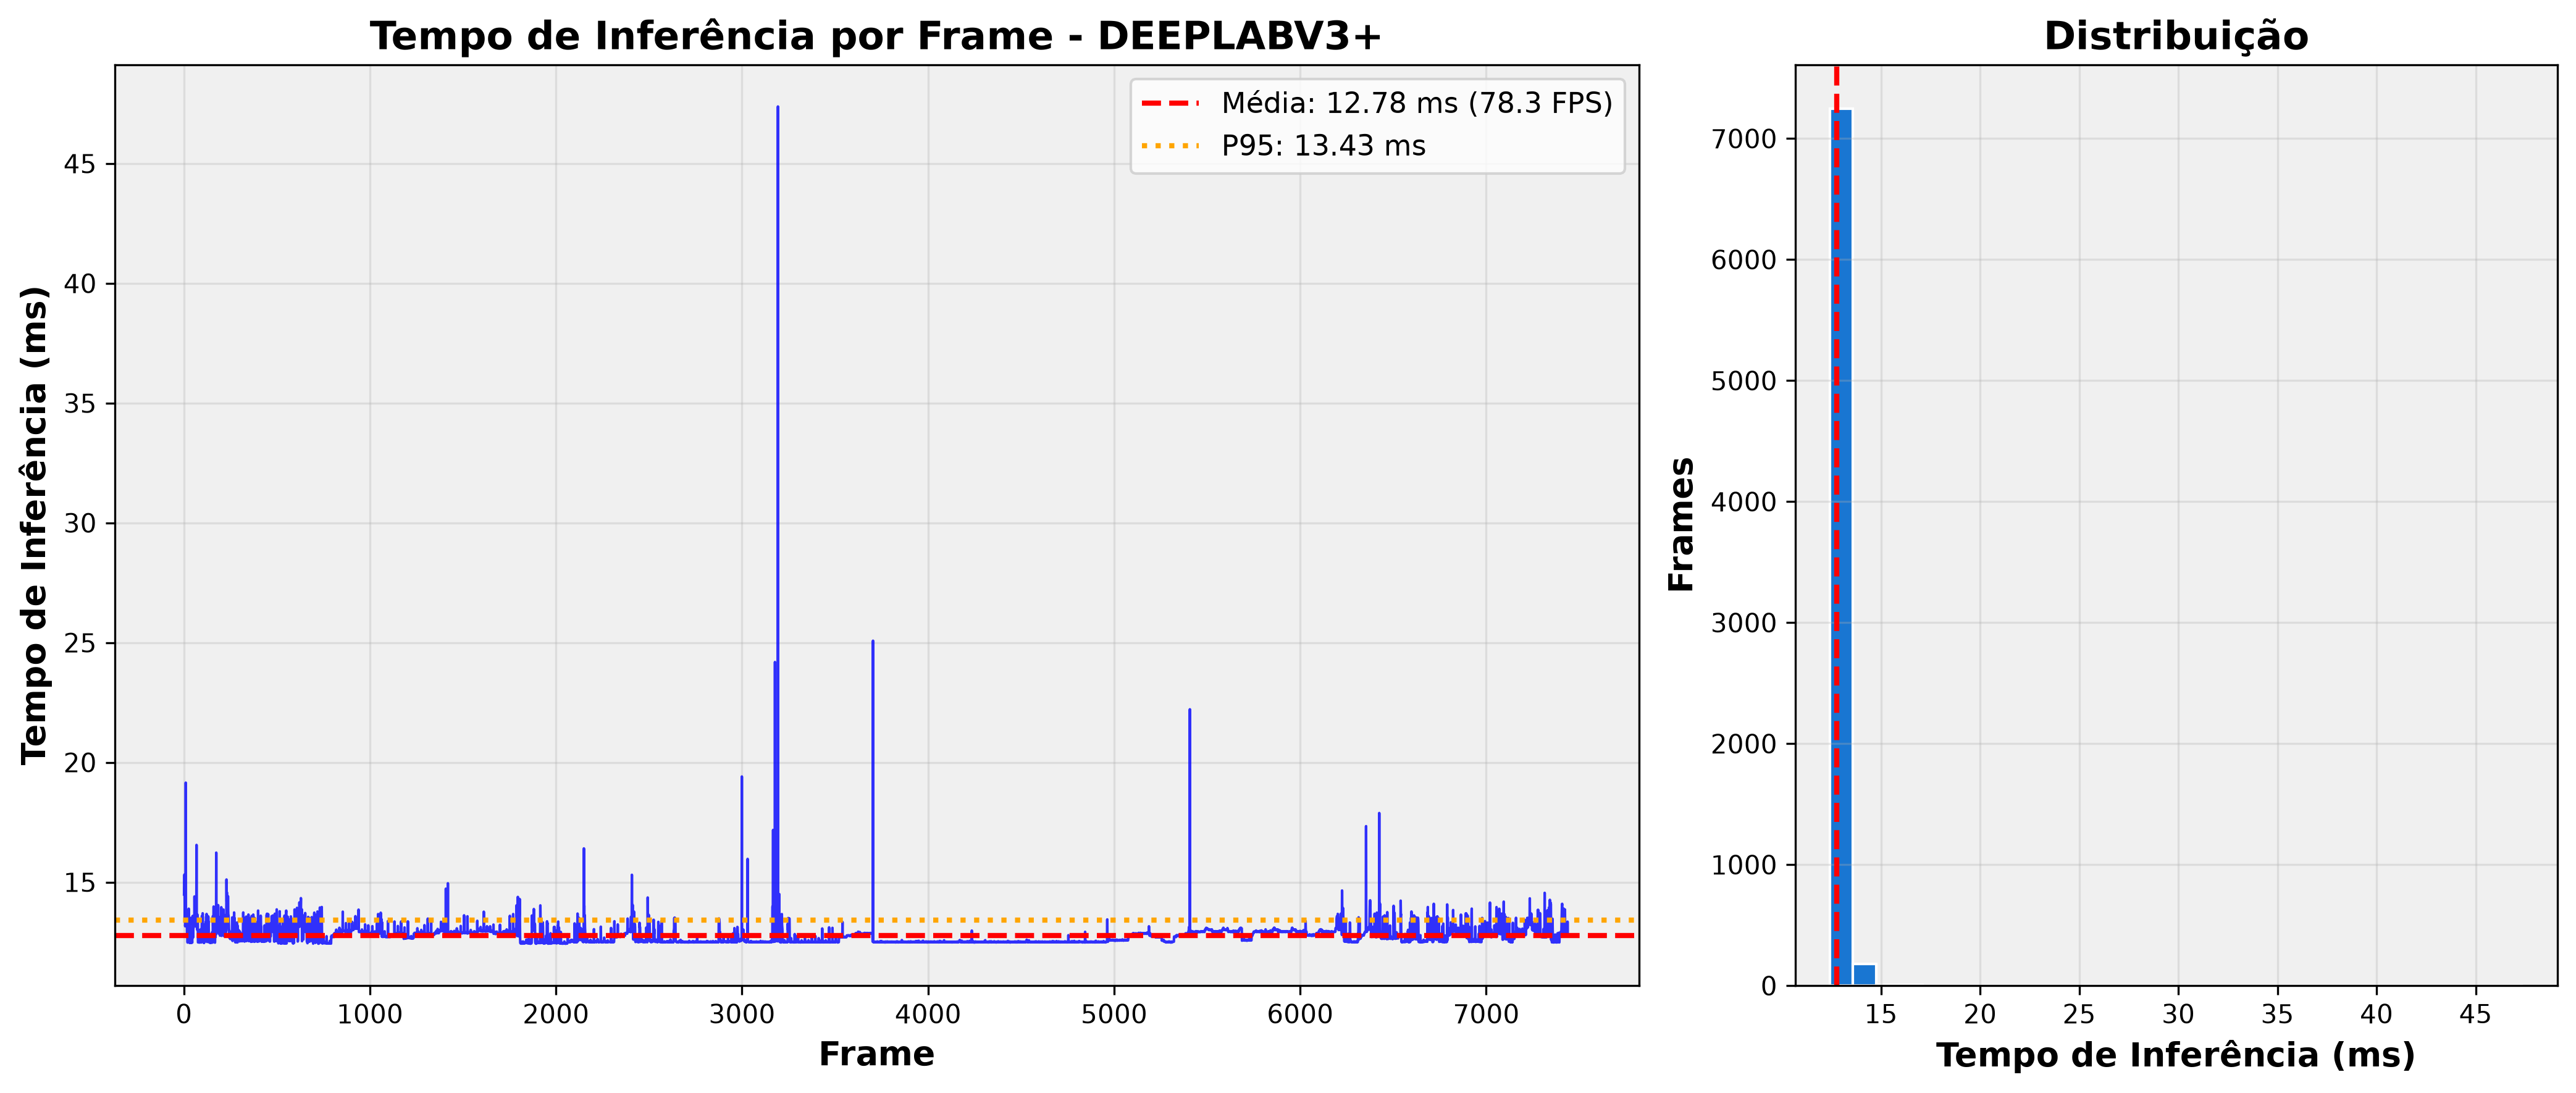 Tempo de Inferência por Frame - DEEPLABV3+
Média: 12.78 ms (78.3 FPS)
P95: 13.43 ms
Tempo de Inferência (ms)
45
40
35
30
25
20
15
0 1000 2000 3000 4000 5000 6000 7000
Frame
Distribuição
Frames
7000
6000
5000
4000
3000
2000
1000
0
15 20 25 30 35 40 45
Tempo de Inferência (ms)